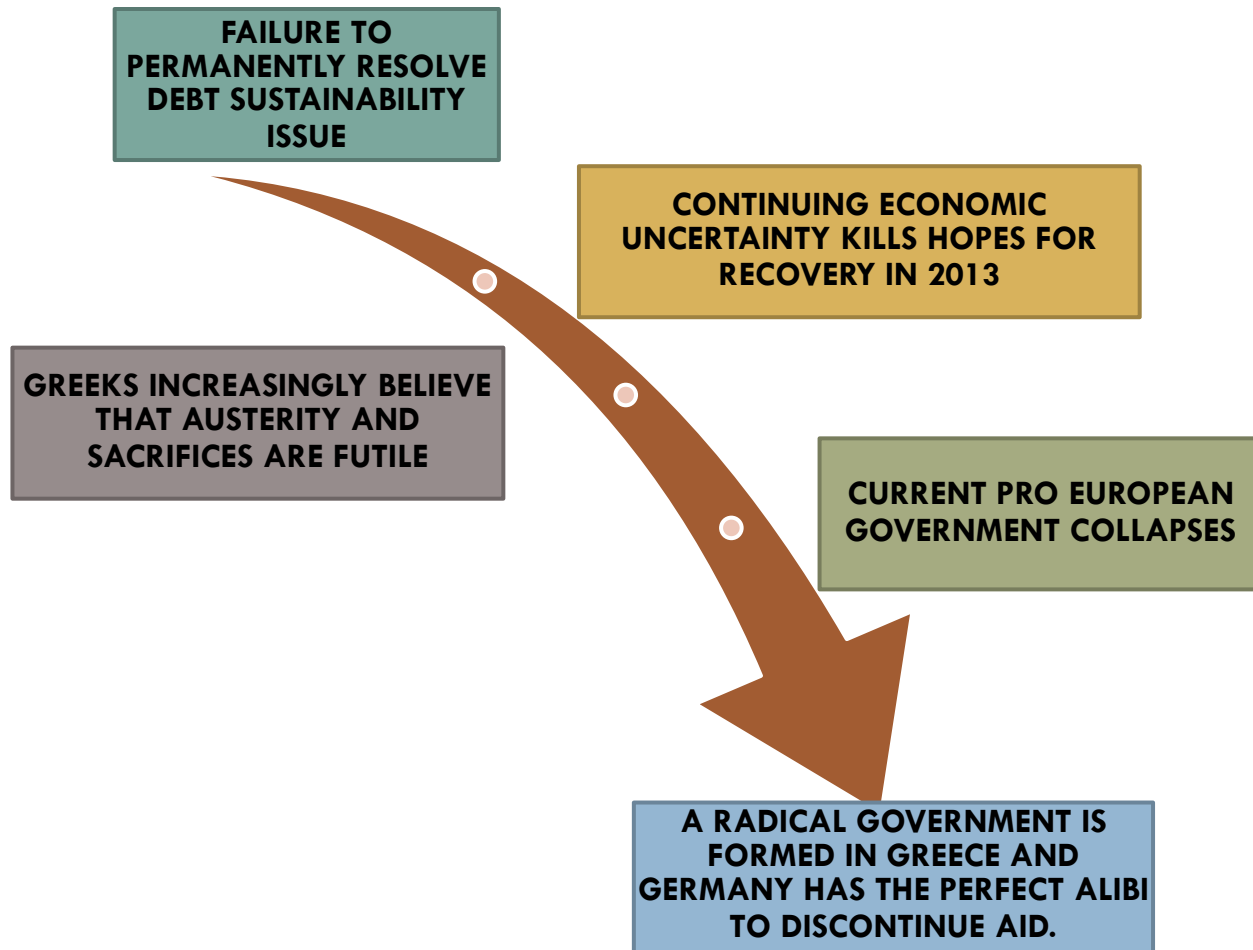 FAILURE TO
PERMANENTLY RESOLVE
DEBT SUSTAINABILITY
ISSUE
CONTINUING ECONOMIC
UNCERTAINTY KILLS HOPES FOR
RECOVERY IN 2013
GREEKS INCREASINGLY BELIEVE
THAT AUSTERITY AND
SACRIFICES ARE FUTILE
CURRENT PRO EUROPEAN
GOVERNMENT COLLAPSES
A RADICAL GOVERNMENT IS
FORMED IN GREECE AND
GERMANY HAS THE PERFECT ALIBI
TO DISCONTINUE AID.